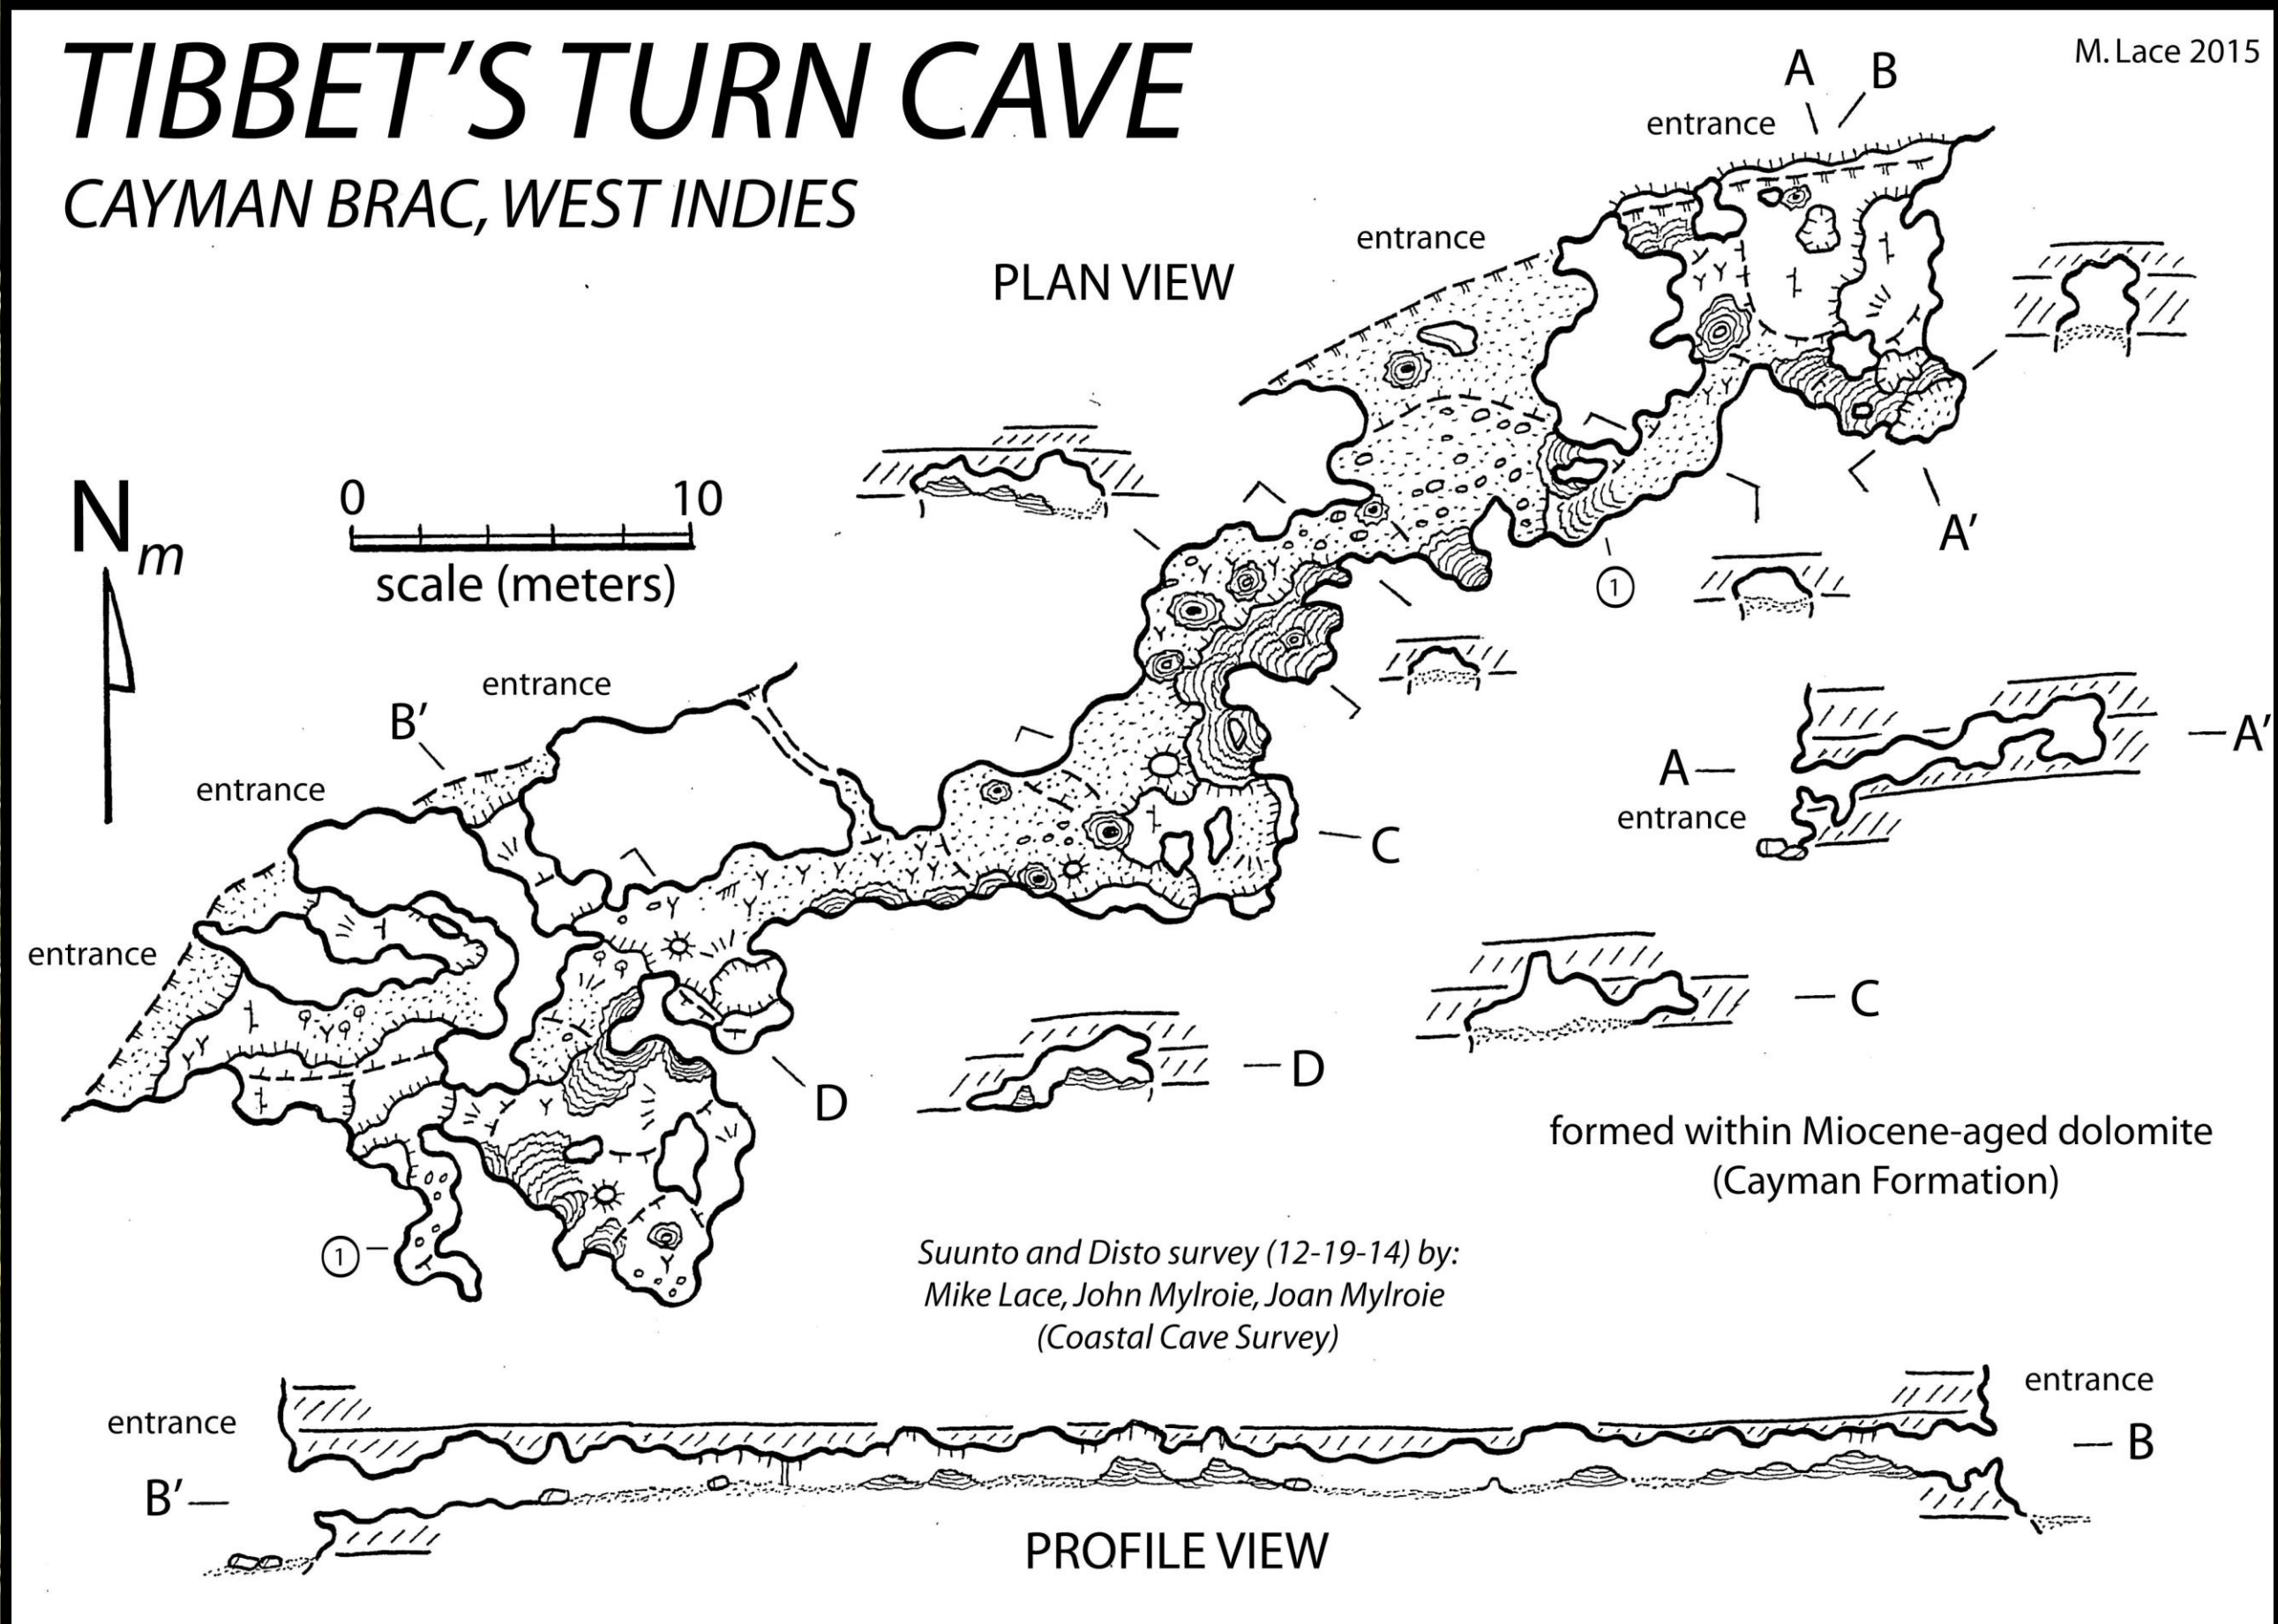 TIBBET'S TURN CAVE
CAYMAN BRAC, WEST INDIES
M. Lace 2015
A
B
entrance
entrance
PLAN VIEW
N
m
0 10
scale (meters)
A'
1
entrance
B'
entrance
C
entrance
D
1
A
A'
entrance
C
D
formed within Miocene-aged dolomite
(Cayman Formation)
Suunto and Disto survey (12-19-14) by:
Mike Lace, John Mylroie, Joan Mylroie
(Coastal Cave Survey)
entrance
entrance
B
B'
PROFILE VIEW